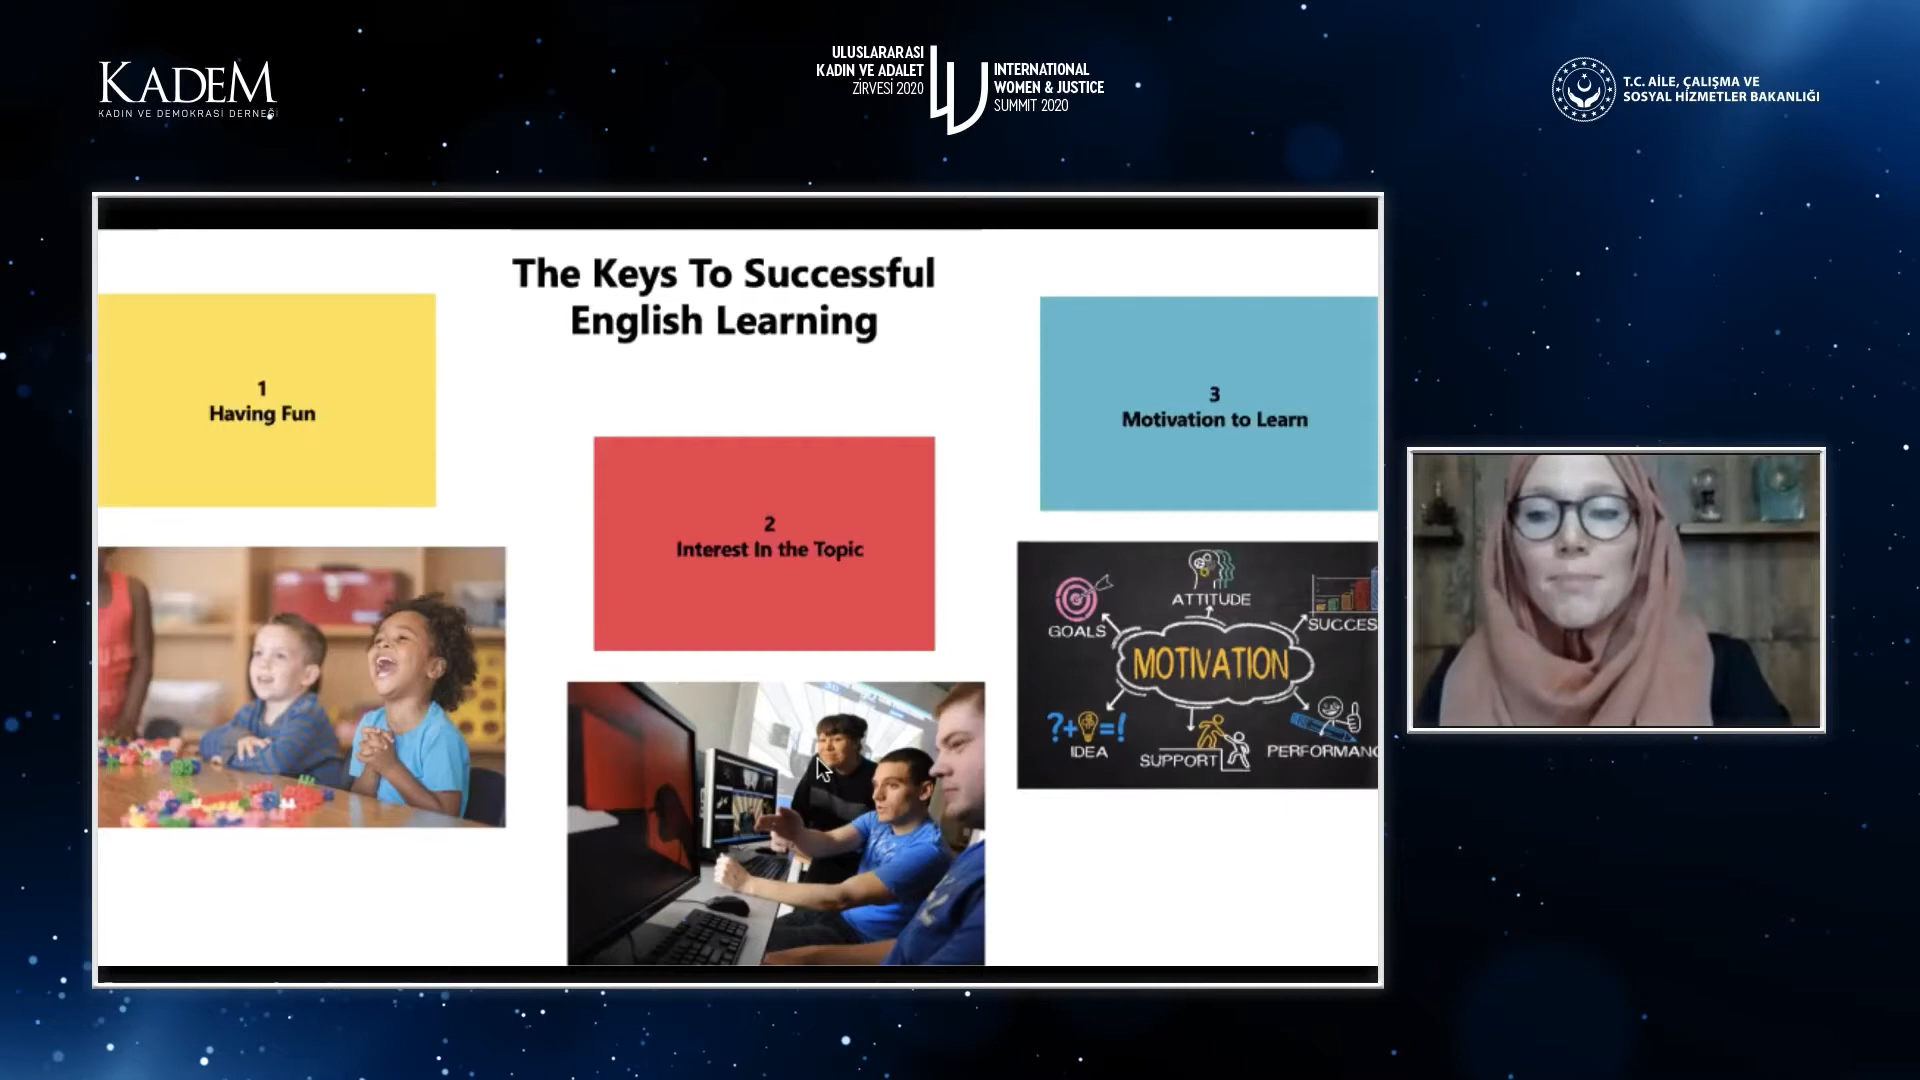 KADEM
KADIN VE DEMOKRASİ DERNEĞİ
ULUSLARARASI
KADIN VE ADALET
ZİRVESİ 2020
INTERNATIONAL
WOMEN & JUSTICE
SUMMIT 2020
T.C. AİLE, ÇALIŞMA VE
SOSYAL HİZMETLER BAKANLIĞI
The Keys To Successful
English Learning
1
Having Fun
2
Interest In the Topic
3
Motivation to Learn
ATTITUDE
GOALS
SUCCES
MOTIVATION
?+ =!
IDEA
SUPPORT
PERFORMANC